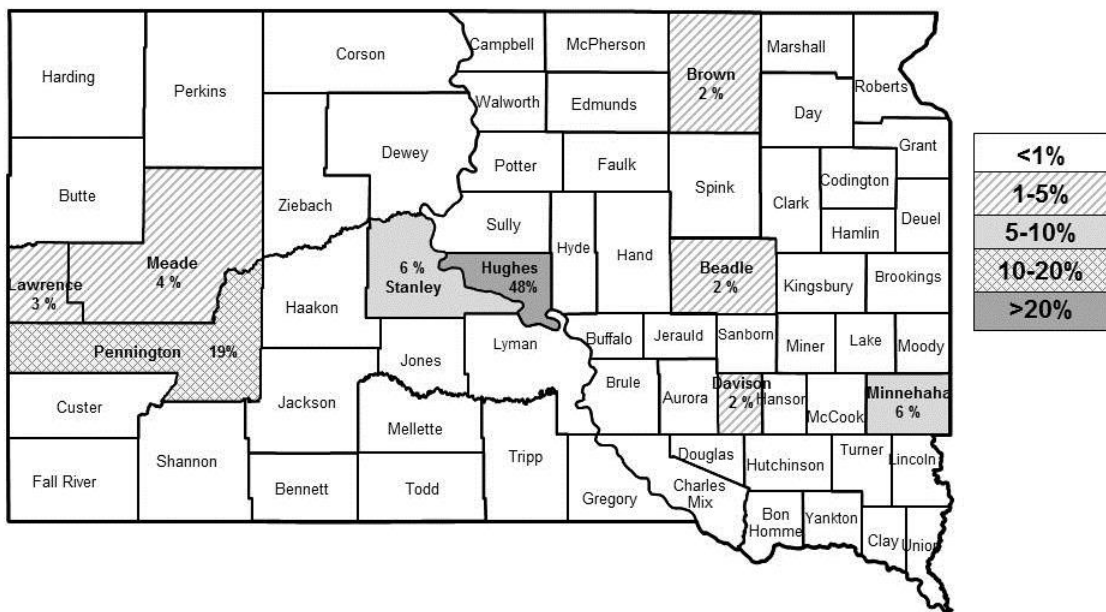 Harding
Perkins
Corson
Campbell
McPherson
Brown
2 %
Marshall
Roberts
Walworth
Edmunds
Day
Grant
Butte
Ziebach
Dewey
Potter
Faulk
Spink
Clark
Codington
Hamlin
Deuel
Lawrence
3 %
Meade
4 %
Haakon
6 %
Stanley
Sully
Hughes
48%
Hyde
Hand
Beadle
2 %
Kingsbury
Brookings
Pennington 19%
Jones
Lyman
Buffalo
Jerauld
Sanborn
Miner
Lake
Moody
Custer
Jackson
Mellette
Brule
Aurora
Davison
2 %
Hanson
McCook
Minnehaha
6 %
Fall River
Shannon
Bennett
Todd
Tripp
Gregory
Douglas
Charles
Mix
Hutchinson
Turner
Lincoln
Bon
Homme
Yankton
Clay
Union
<1%
1-5%
5-10%
10-20%
>20%